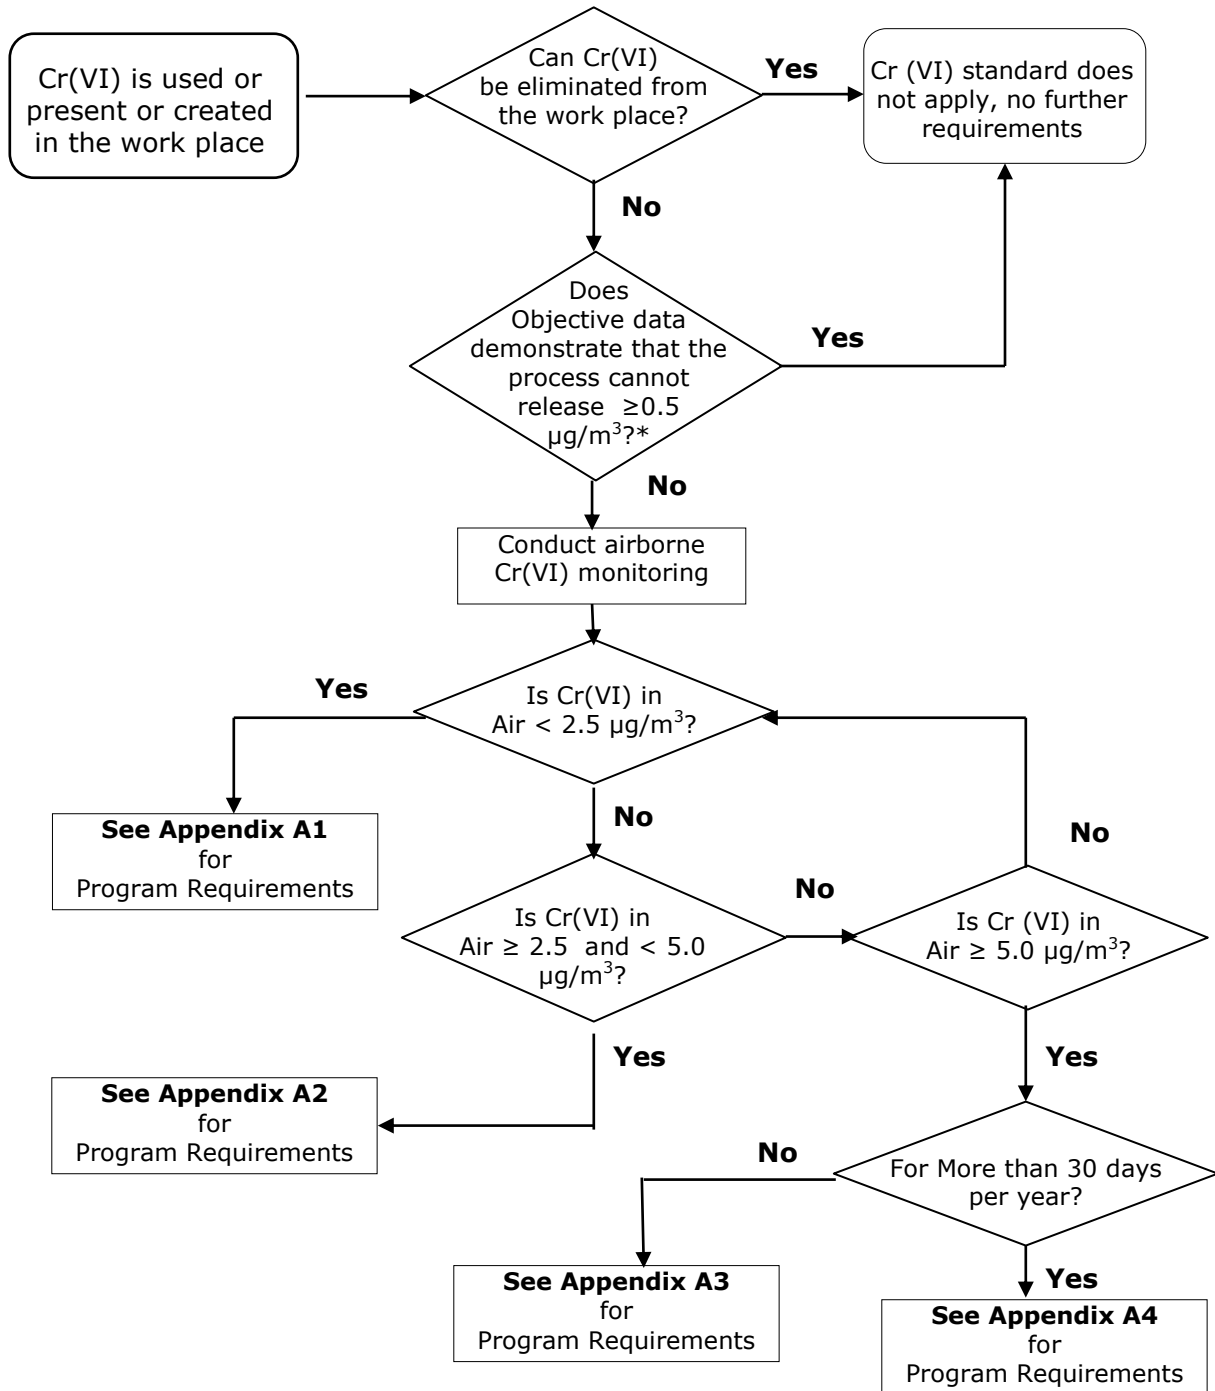 Cr(VI) is used or
present or created
in the work place
Can Cr(VI)
be eliminated from
the work place?
Yes
Cr (VI) standard does
not apply, no further
requirements
No
Does
Objective data
demonstrate that the
process cannot
release ≥0.5
µg/m³?*
Yes
No
Conduct airborne
Cr(VI) monitoring
Is Cr(VI) in
Air < 2.5 µg/m³?
Yes
See Appendix A1
for
Program Requirements
No
Is Cr(VI) in
Air ≥ 2.5 and < 5.0
µg/m³?
No
Is Cr (VI) in
Air ≥ 5.0 µg/m³?
No
Yes
See Appendix A2
for
Program Requirements
Yes
For More than 30 days
per year?
No
See Appendix A3
for
Program Requirements
Yes
See Appendix A4
for
Program Requirements